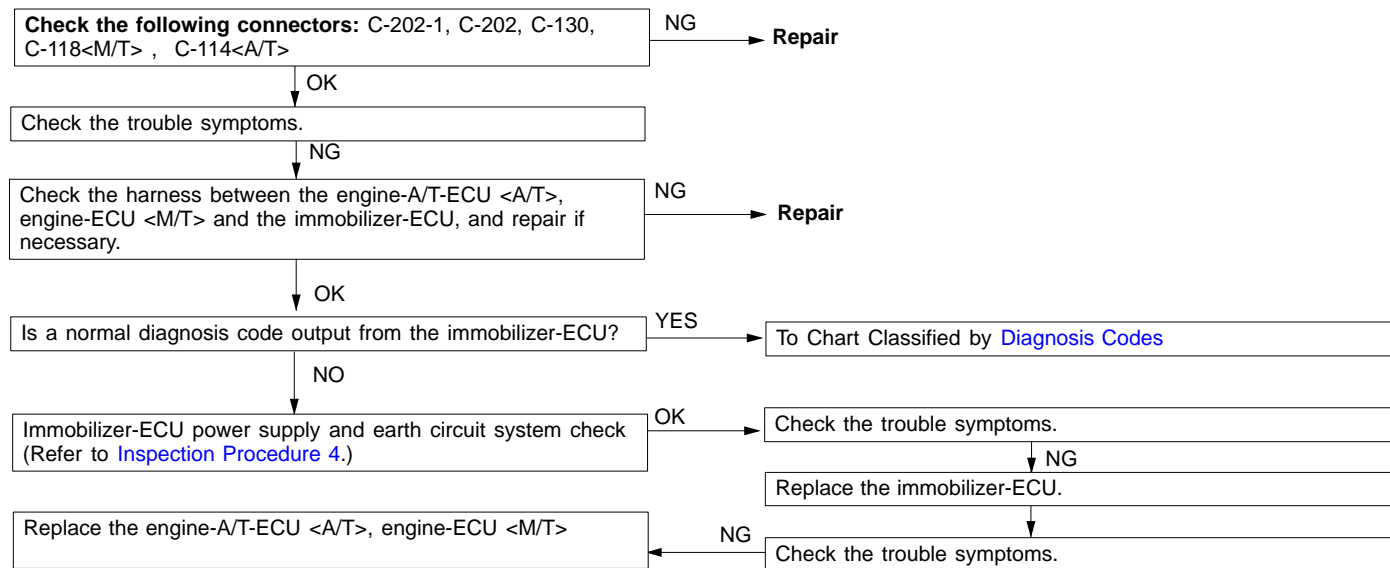 Check the following connectors: C-202-1, C-202, C-130,
C-118<M/T> , C-114<A/T>
NG
Repair
OK
Check the trouble symptoms.
NG
Check the harness between the engine-A/T-ECU <A/T>,
engine-ECU <M/T> and the immobilizer-ECU, and repair if
necessary.
NG
Repair
OK
Is a normal diagnosis code output from the immobilizer-ECU?
YES
To Chart Classified by Diagnosis Codes
NO
Immobilizer-ECU power supply and earth circuit system check
(Refer to Inspection Procedure 4.)
OK
Check the trouble symptoms.
NG
Replace the immobilizer-ECU.
Check the trouble symptoms.
NG
Replace the engine-A/T-ECU <A/T>, engine-ECU <M/T>